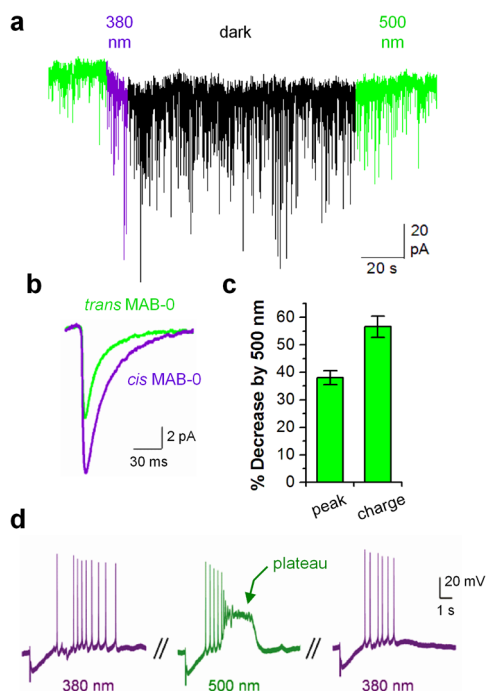 a
380
nm
dark
500
nm
20
pA
20 s
b
trans MAB-0
cis MAB-0
2 pA
30 ms
c
% Decrease by 500 nm
60
50
40
30
20
10
0
peak
charge
d
plateau
20 mV
1 s
//
//
380 nm
500 nm
380 nm